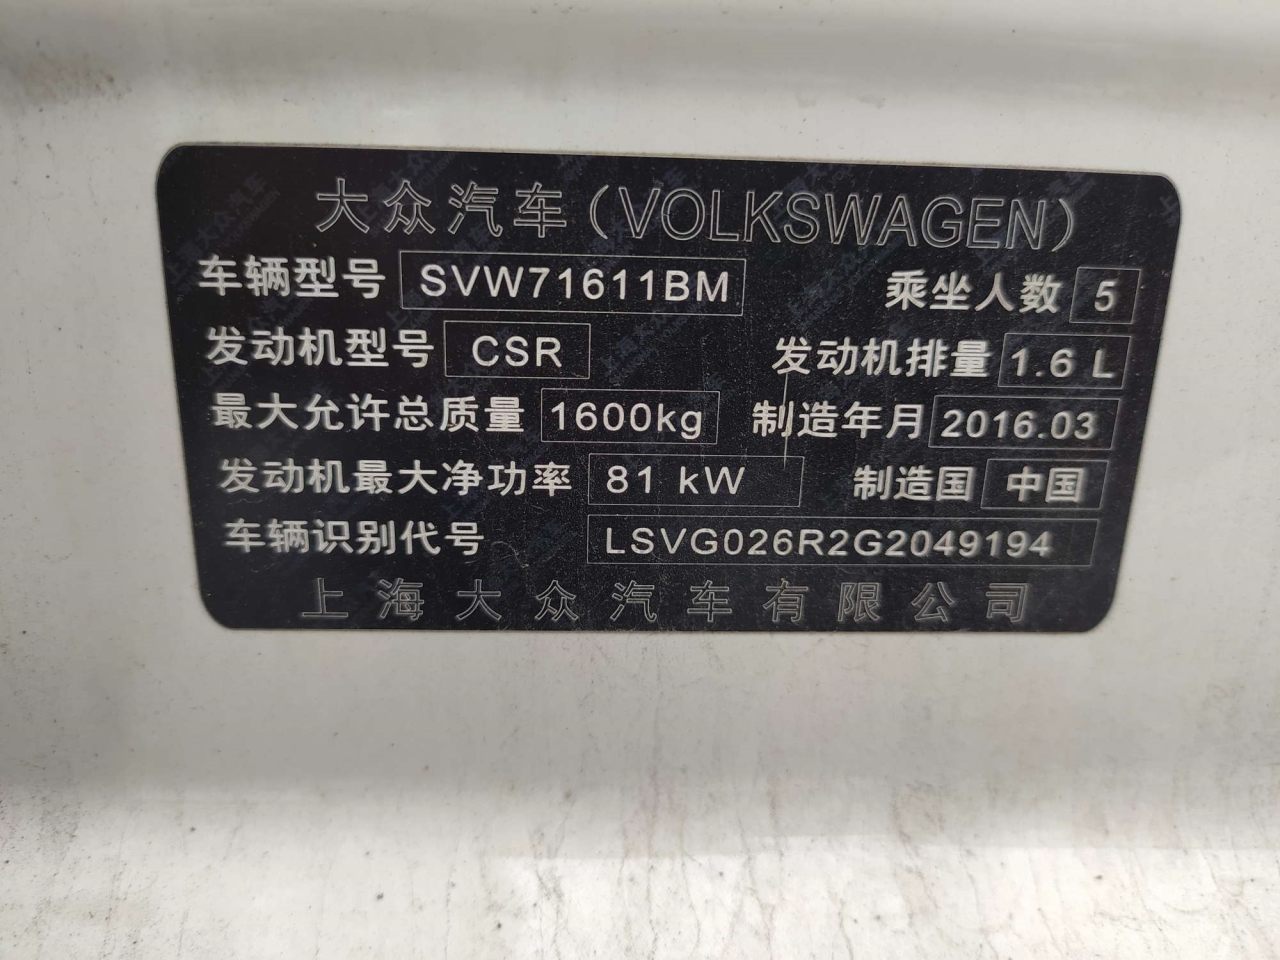 大众汽车(VOLKSWAGEN)
车辆型号 SVW71611BM 乘坐人数 5
发动机型号 CSR 发动机排量 1.6 L
最大允许总质量 1600kg 制造年月 2016.03
发动机最大净功率 81 kW 制造国 中国
车辆识别代号 LSVG026R2G2049194
上海大众汽车有限公司